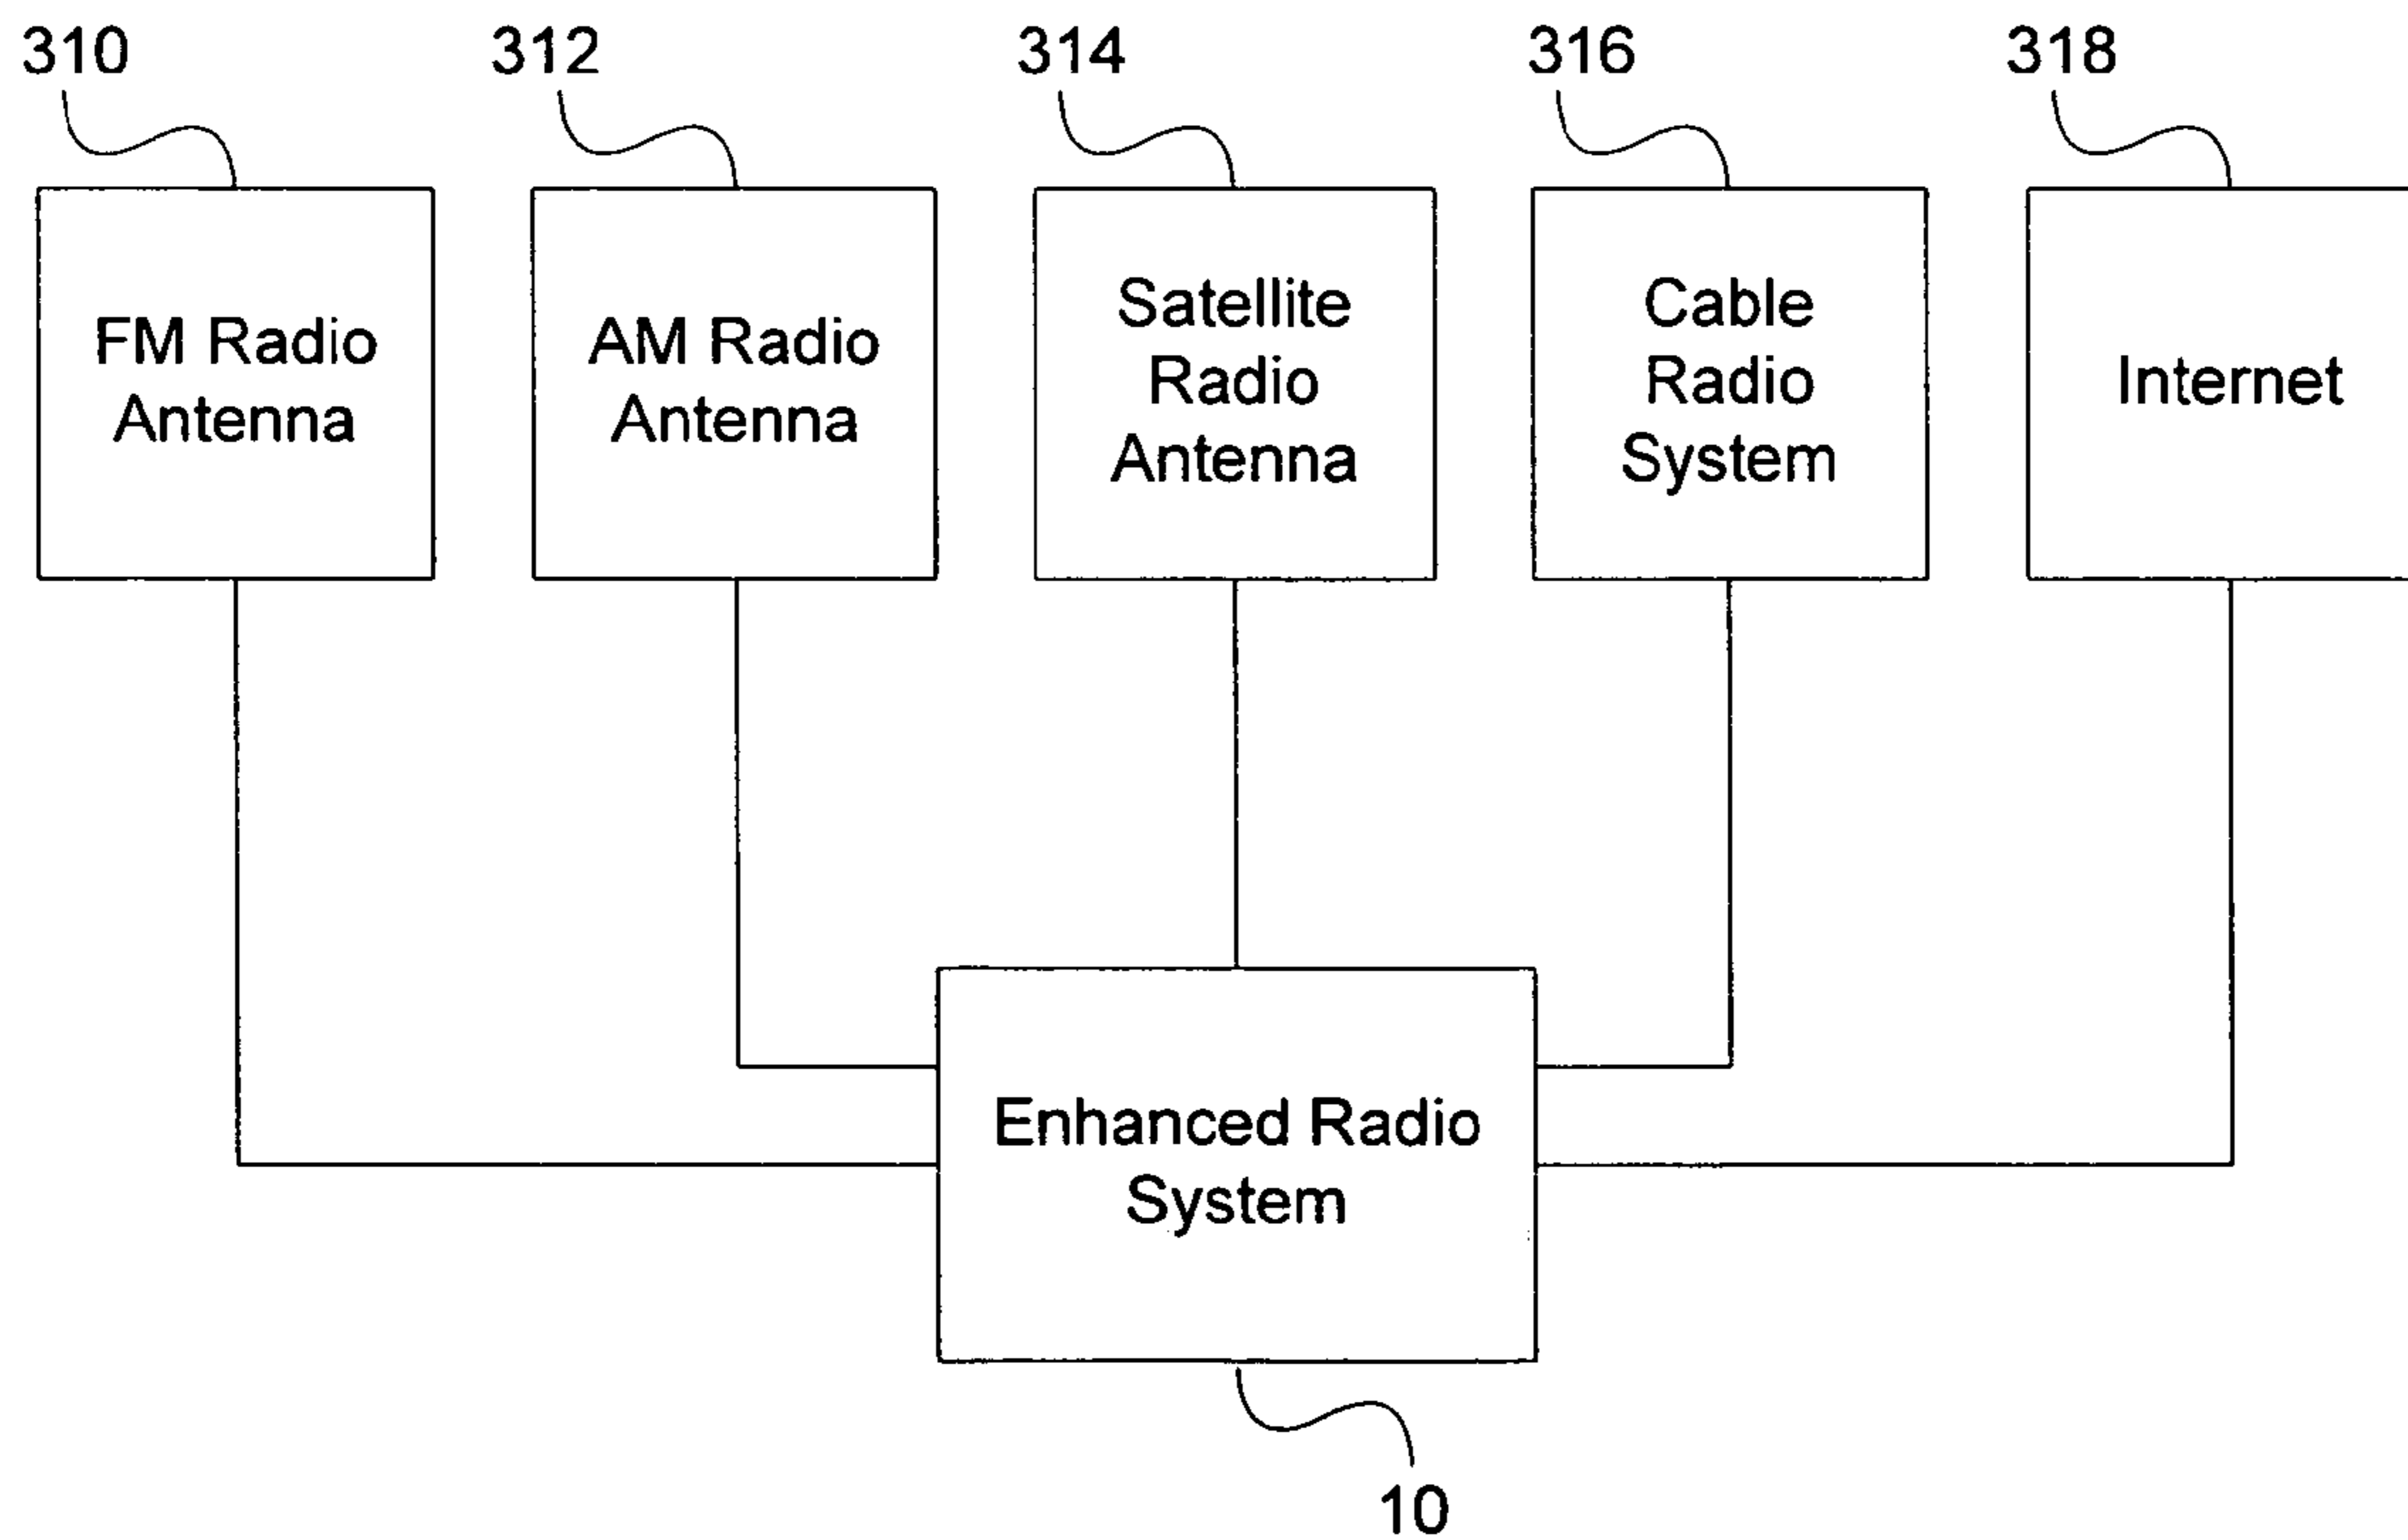 310
312
314
316
318
FM Radio
Antenna
AM Radio
Antenna
Satellite
Radio
Antenna
Cable
Radio
System
Internet
Enhanced Radio
System
10